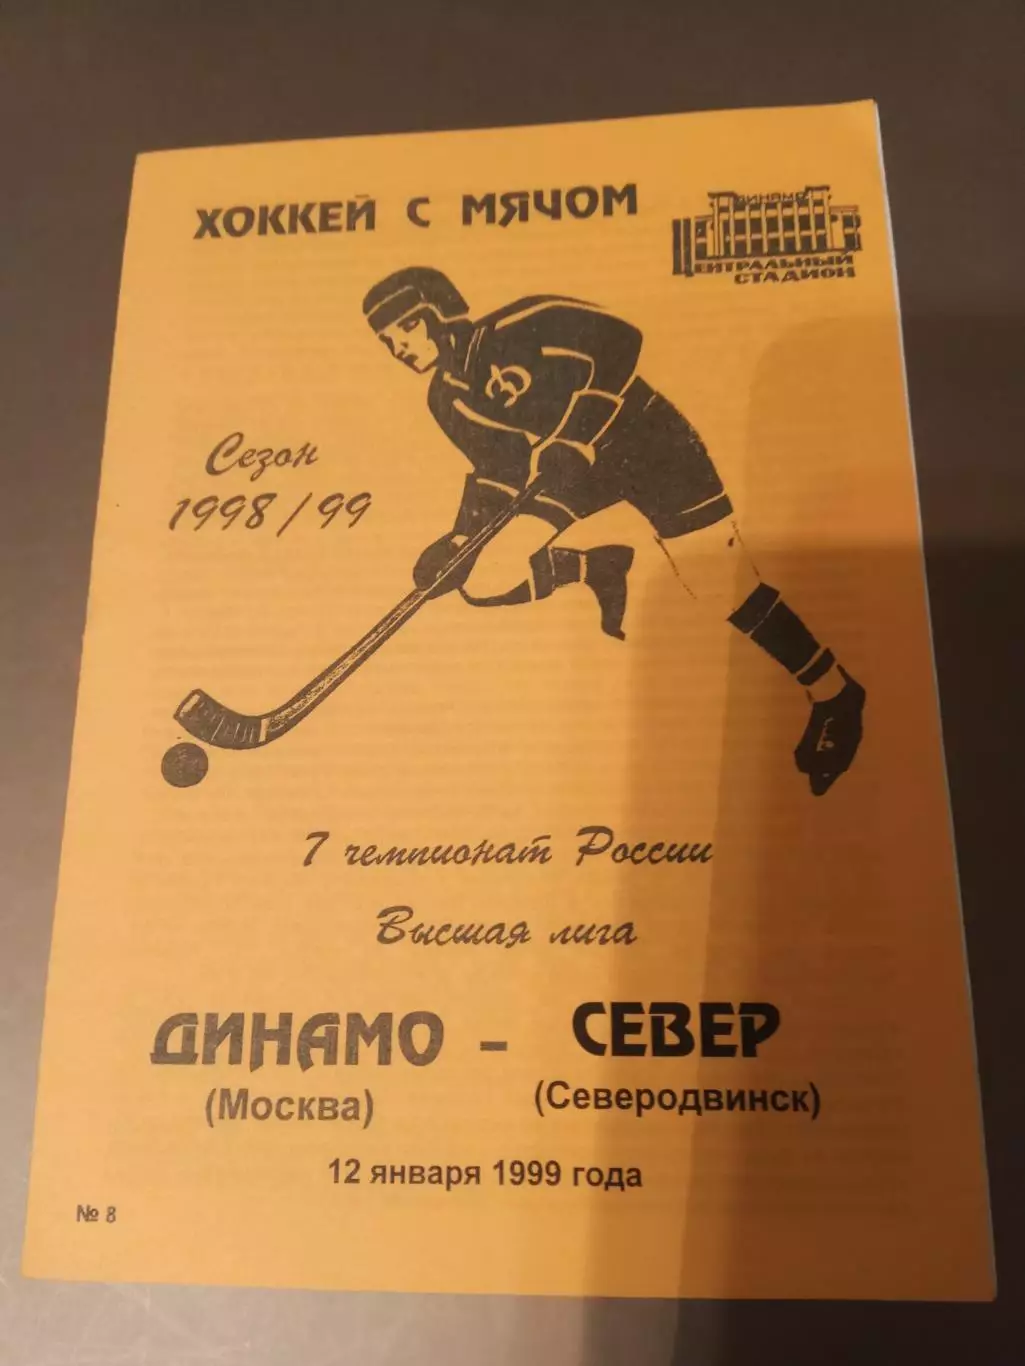 ХОККЕЙ С МЯЧОМ
ДИНАМО
ЦЕНТРАЛЬНЫЙ
СТАДИОН
Д
Сезон
1998/99
7 чемпионат России
Высшая лига
ДИНАМО - СЕВЕР
(Москва) (Северодвинск)
12 января 1999 года
№ 8